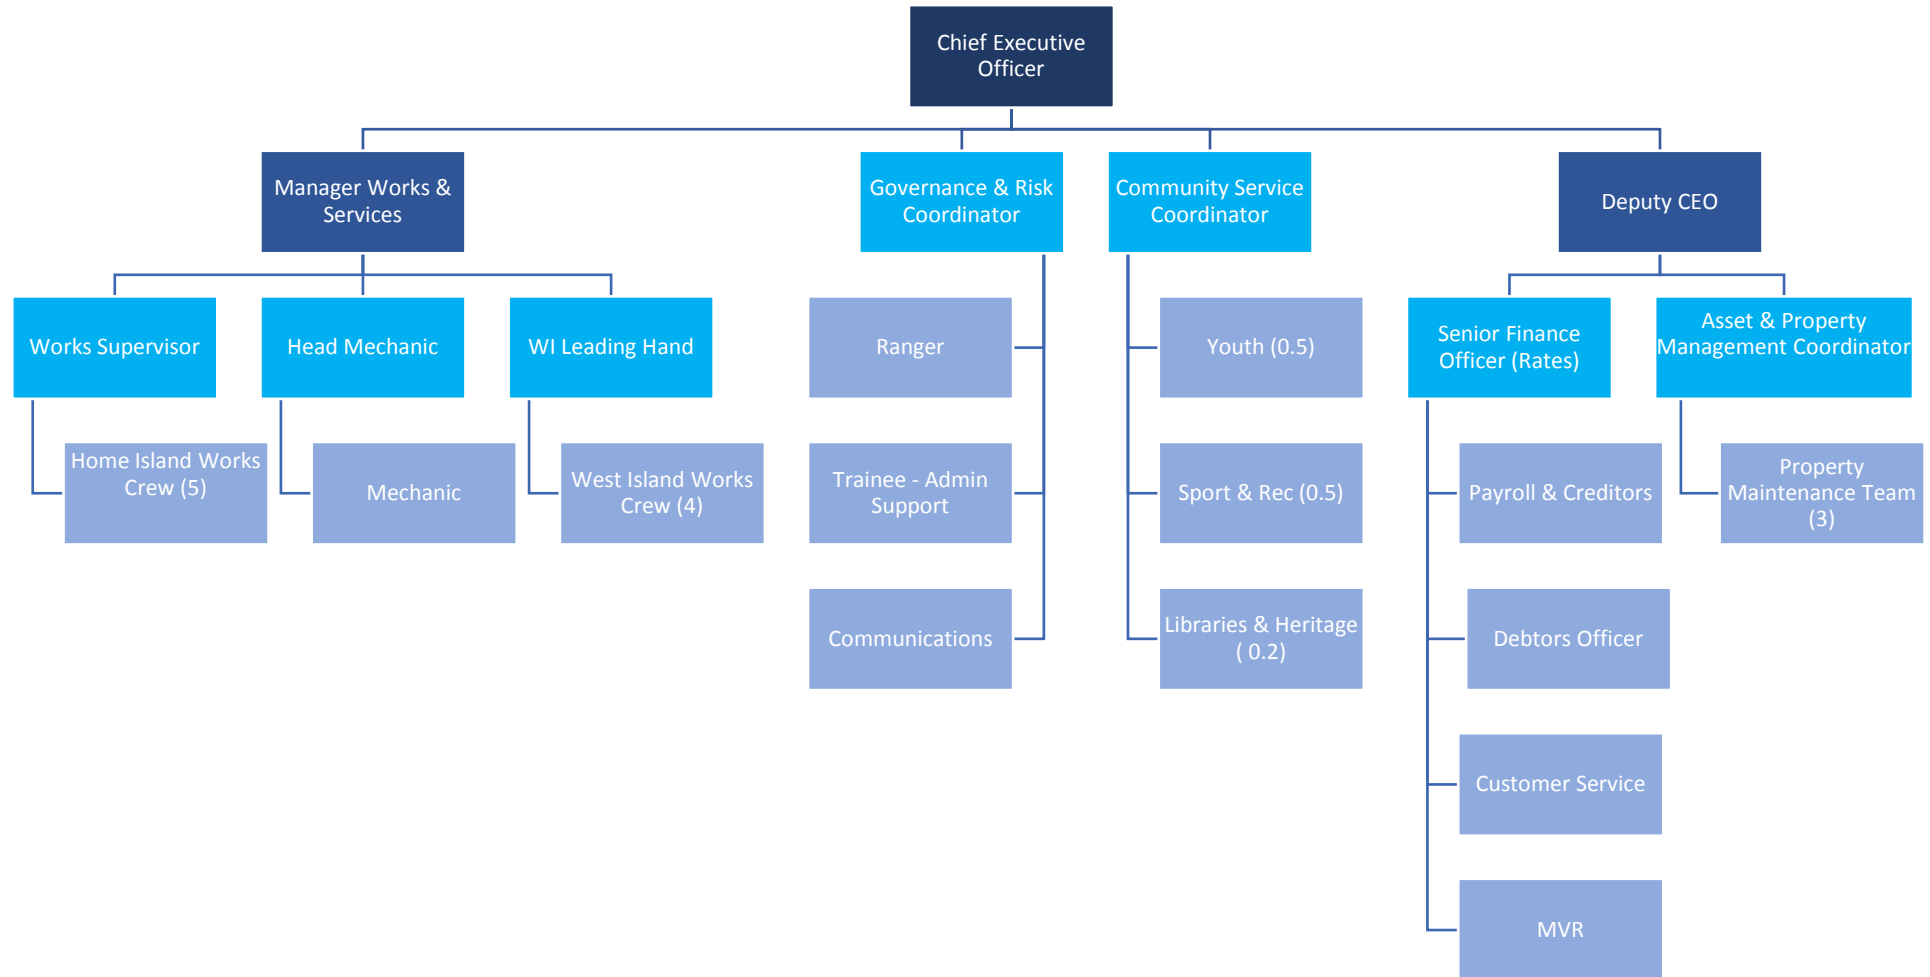 Chief Executive
Officer
Manager Works &
Services
Governance & Risk
Coordinator
Community Service
Coordinator
Deputy CEO
Works Supervisor
Head Mechanic
WI Leading Hand
Ranger
Youth (0.5)
Senior Finance
Officer (Rates)
Asset & Property
Management Coordinator
Home Island Works
Crew (5)
Mechanic
West Island Works
Crew (4)
Trainee - Admin
Support
Sport & Rec (0.5)
Payroll & Creditors
Property
Maintenance Team
(3)
Communications
Libraries & Heritage
( 0.2)
Debtors Officer
Customer Service
MVR